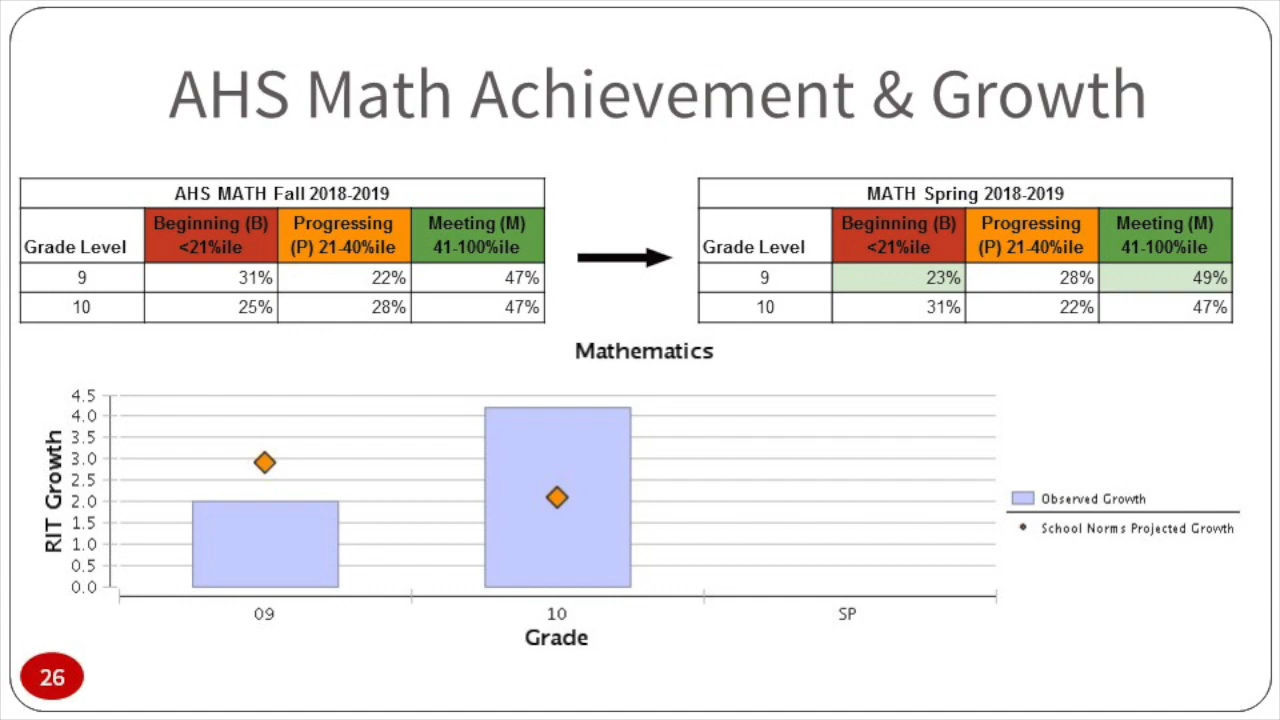 AHS Math Achievement & Growth
AHS MATH Fall 2018-2019
Grade Level Beginning (B) <21%ile Progressing (P) 21-40%ile Meeting (M) 41-100%ile
9 31% 22% 47%
10 25% 28% 47%
MATH Spring 2018-2019
Grade Level Beginning (B) <21%ile Progressing (P) 21-40%ile Meeting (M) 41-100%ile
9 23% 28% 49%
10 31% 22% 47%
Mathematics
RIT Growth
4.5
4.0
3.5
3.0
2.5
2.0
1.5
1.0
0.5
0.0
09 10 SP
Grade
Observed Growth
School Norms Projected Growth
26